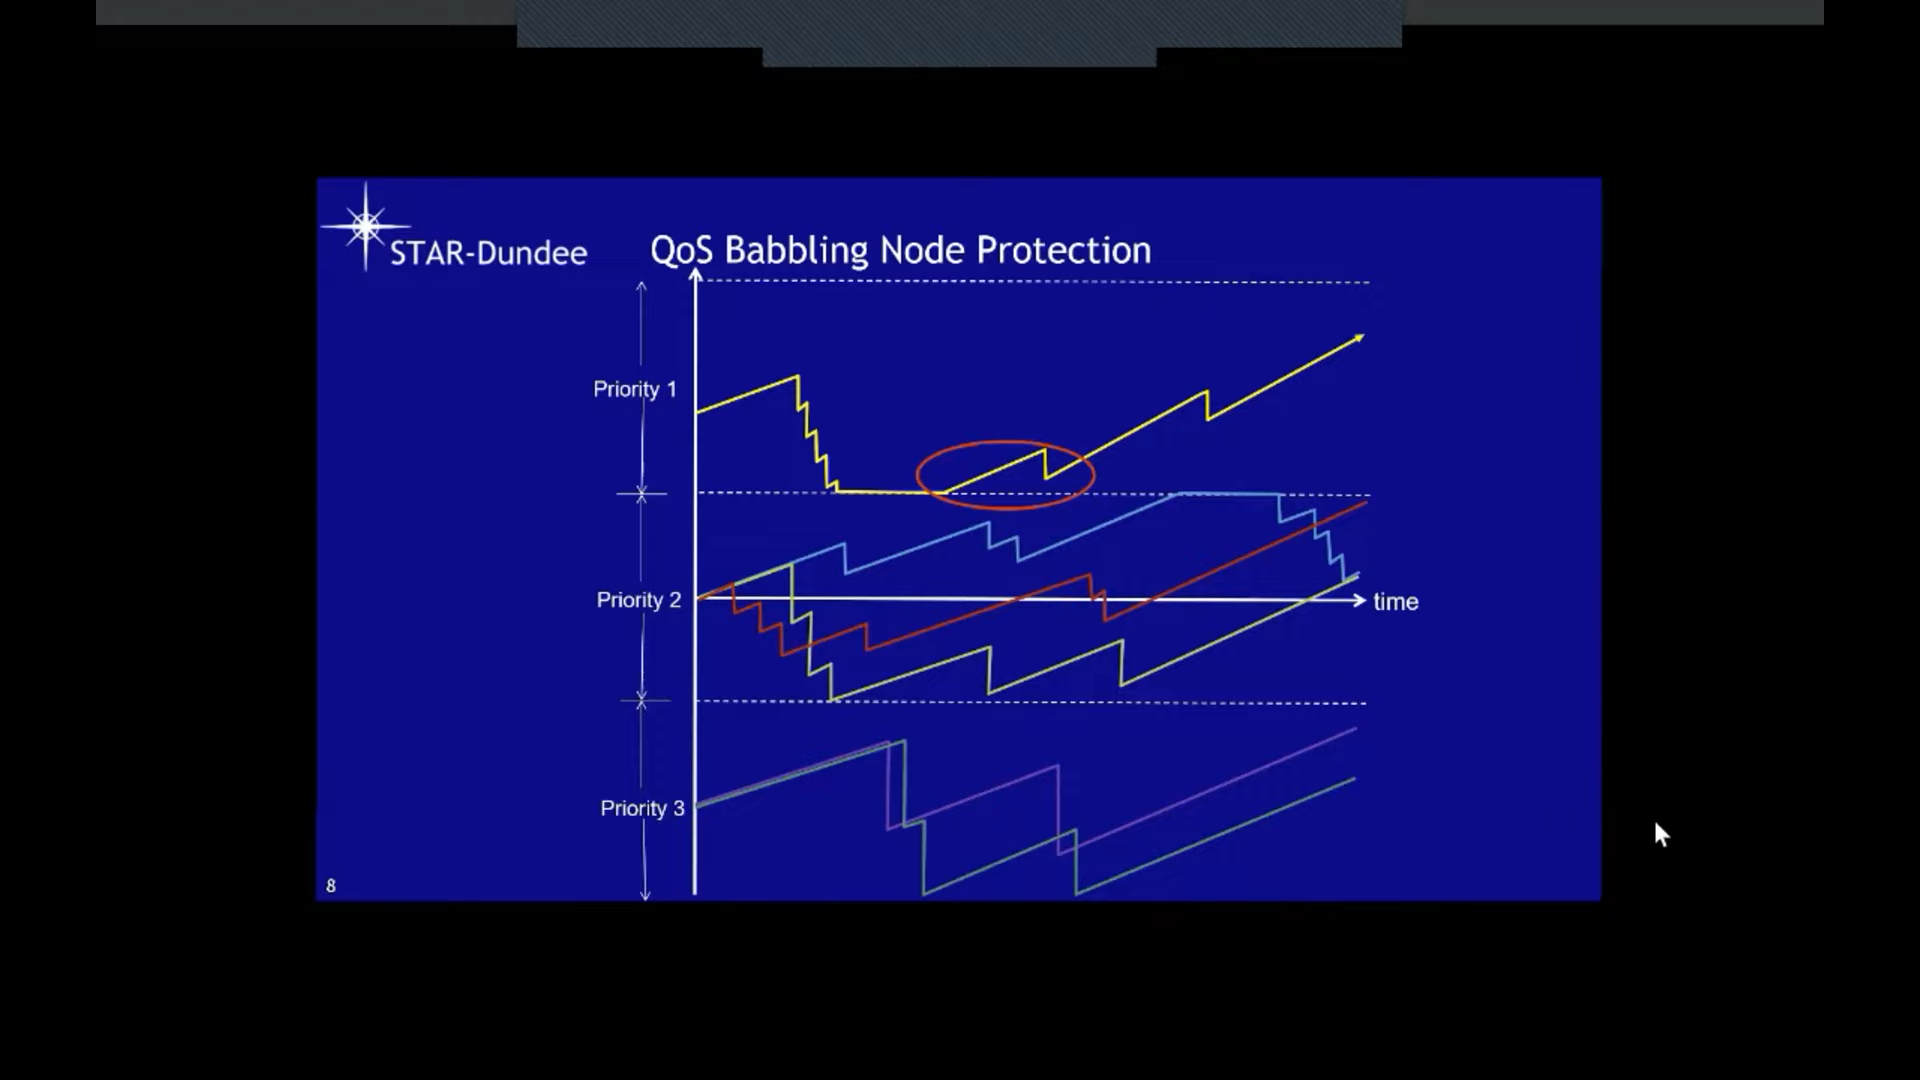 STAR-Dundee
QoS Babbling Node Protection
Priority 1
Priority 2
time
Priority 3
8